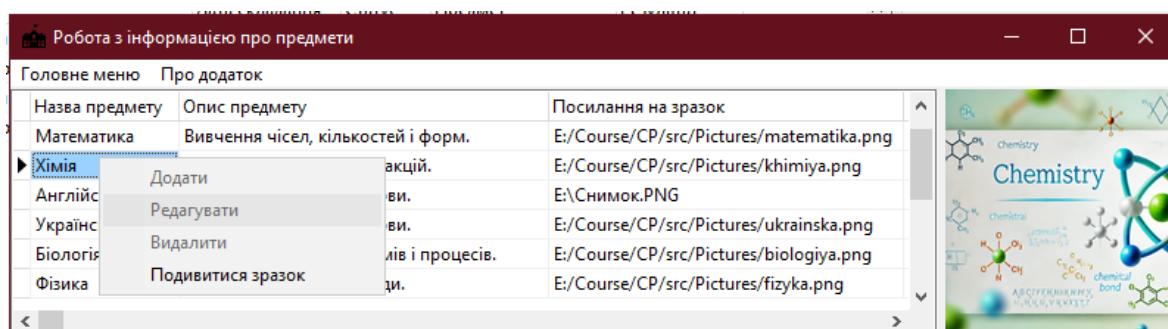 Робота з інформацією про предмети
Головне меню Про додаток
Назва предмету Опис предмету Посилання на зразок
Математика Вивчення чисел, кількостей і форм. E:/Course/CP/src/Pictures/matematika.png
Хімія акцій. E:/Course/CP/src/Pictures/khimiya.png
Додати
Англійс ви. E:\Снимок.PNG
Редагувати
Українс ви. E:/Course/CP/src/Pictures/ukrainska.png
Видалити
Біологія мів і процесів. E:/Course/CP/src/Pictures/biologiya.png
Подивитися зразок
Фізика ди. E:/Course/CP/src/Pictures/fizyka.png
Chemistry
Chemistry
chemical
bond